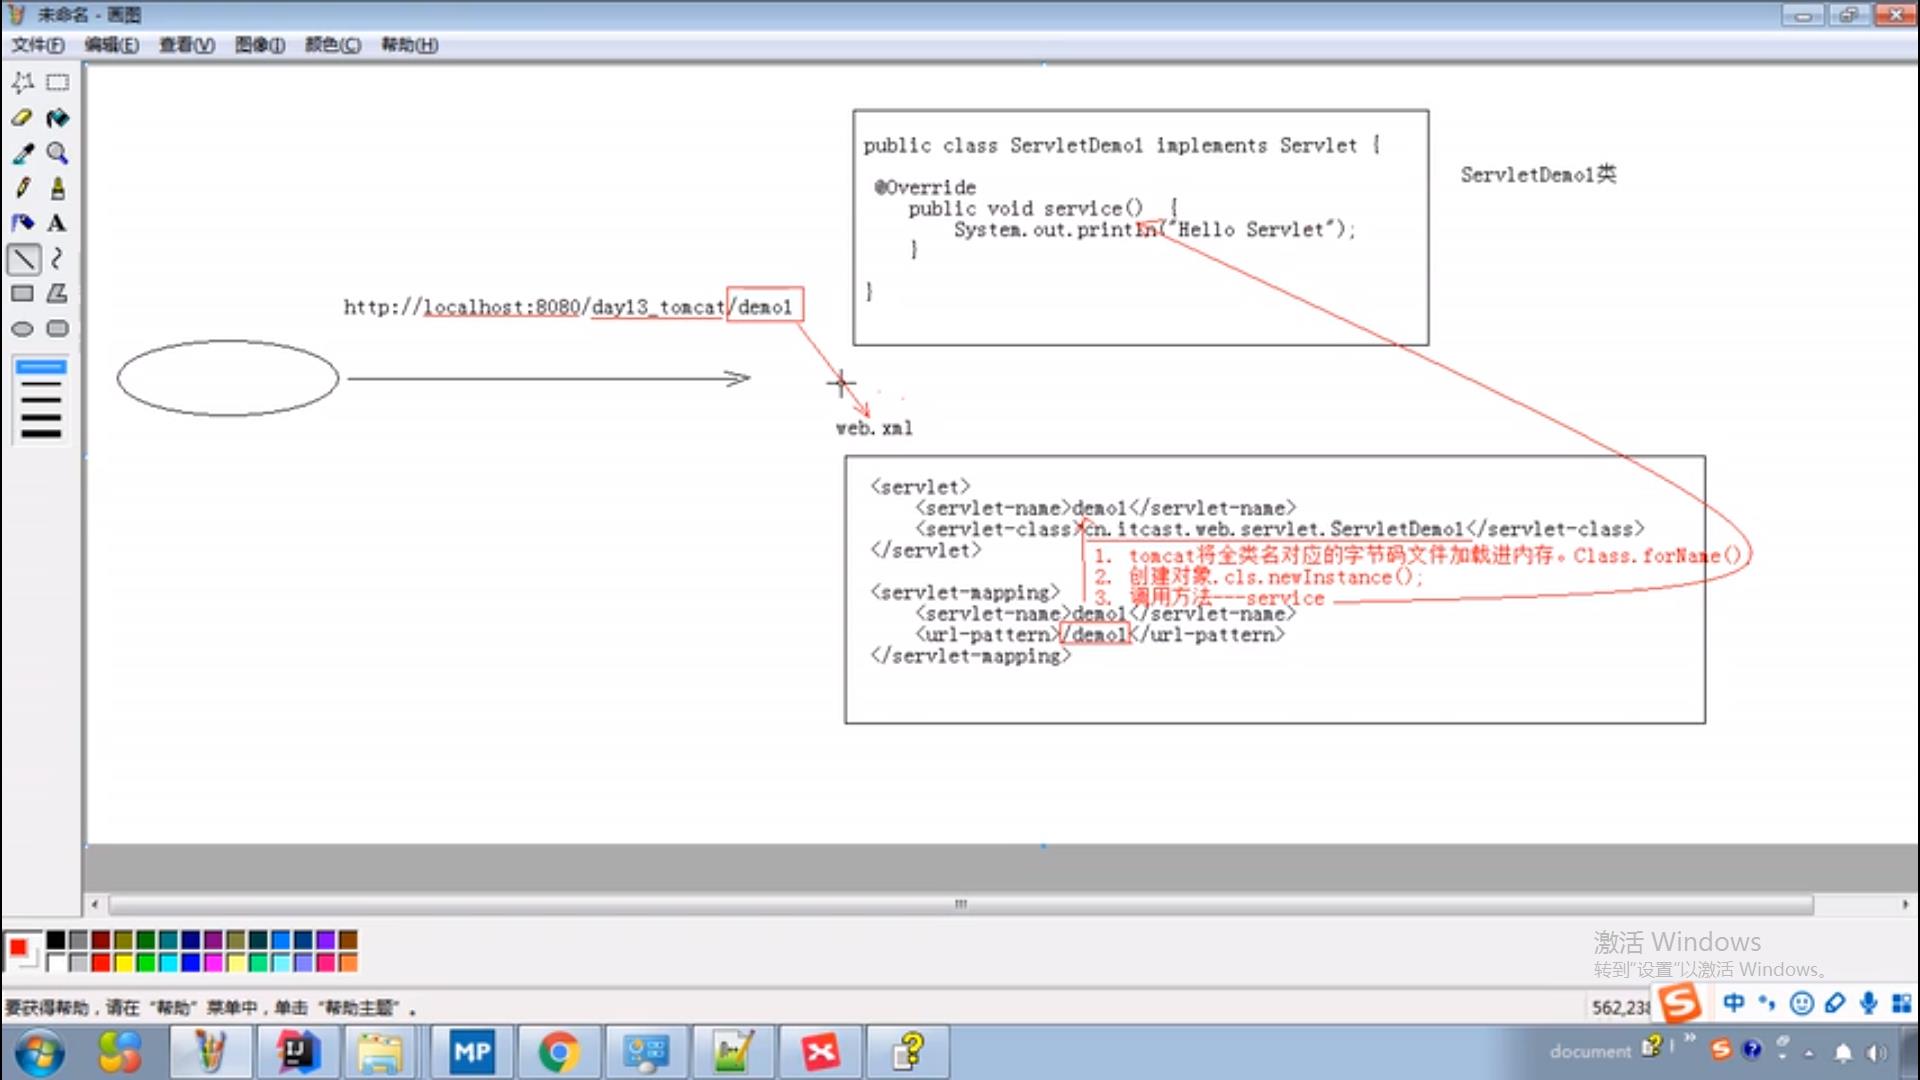 未命名 - 画图
文件(F) 编辑(E) 查看(V) 图像(I) 颜色(C) 帮助(H)
public class ServletDemo1 implements Servlet {
@Override
public void service() {
System.out.println("Hello Servlet");
}
}
ServletDemo1类
http://localhost:8080/day13_tomcat/demo1
web.xml
<servlet>
<servlet-name>demo1</servlet-name>
<servlet-class>cn.itcast.web.servlet.ServletDemo1</servlet-class>
</servlet>
1. tomcat将全类名对应的字节码文件加载进内存。Class.forName()
2. 创建对象.cls.newInstance();
3. 调用方法---service
<servlet-mapping>
<servlet-name>demo1</servlet-name>
<url-pattern>/demo1</url-pattern>
</servlet-mapping>
激活 Windows
转到“设置”以激活 Windows。
要获得帮助，请在 “帮助” 菜单中，单击 “帮助主题” 。
562,238
中
MP
document